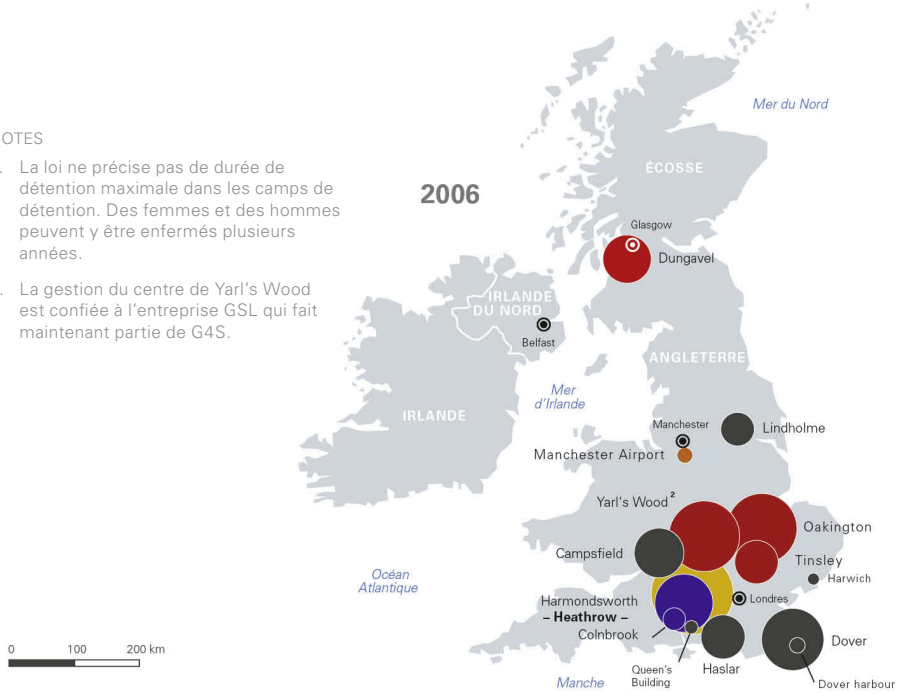 OTES
. La loi ne précise pas de durée de
détention maximale dans les camps de
détention. Des femmes et des hommes
peuvent y être enfermés plusieurs
années.
. La gestion du centre de Yarl's Wood
est confiée à l'entreprise GSL qui fait
maintenant partie de G4S.
2006
Mer du Nord
ÉCOSSE
Glasgow
Dungavel
IRLANDE
DU NORD
Belfast
ANGLETERRE
Mer
d'Irlande
IRLANDE
Manchester
Lindholme
Manchester Airport
Yarl's Wood 2
Oakington
Campsfield
Tinsley
Harwich
Océan
Atlantique
Harmondsworth
Londres
– Heathrow –
Colnbrook
Dover
Queen's
Building
Haslar
Dover harbour
Manche
0 100 200 km